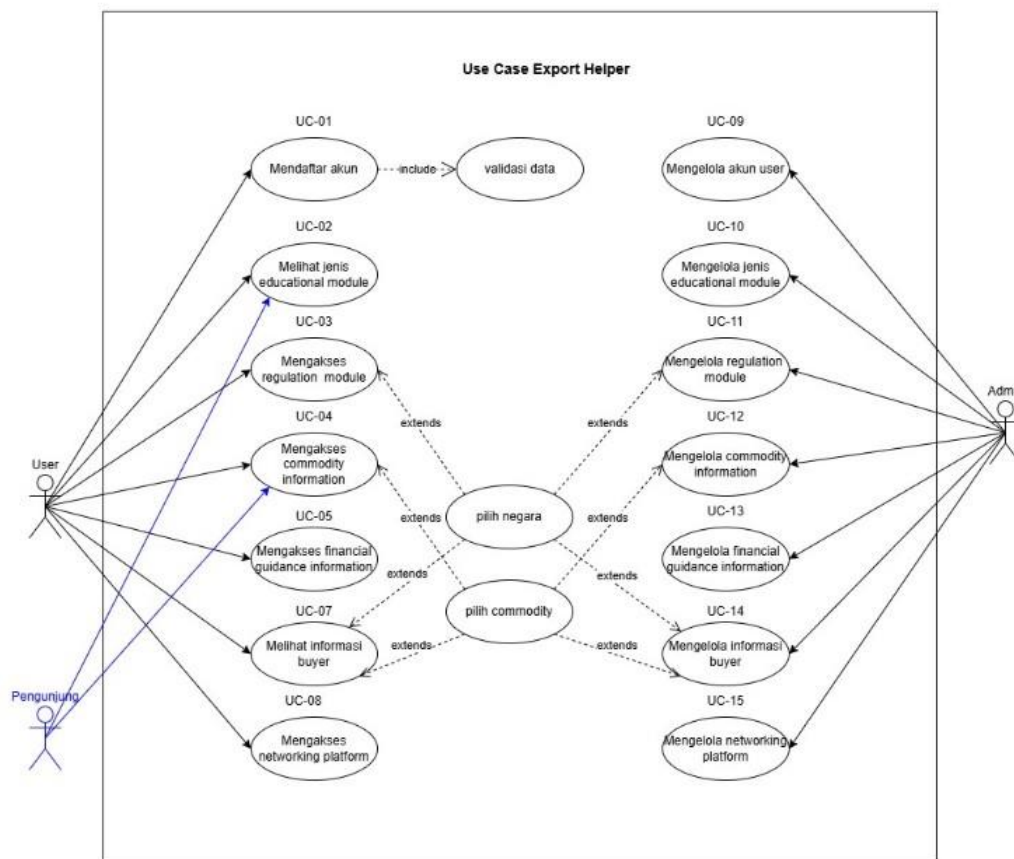 Use Case Export Helper
UC-01
Mendaftar akun
include
validasi data
UC-09
Mengelola akun user
UC-02
Melihat jenis
educational module
UC-10
Mengelola jenis
educational module
UC-03
Mengakses
regulation module
UC-11
Mengelola regulation
module
extends
extends
UC-04
Mengakses
commodity
information
UC-12
Mengelola commodity
information
User
Adm
pilih negara
extends
extends
UC-05
Mengakses financial
guidance information
UC-13
Mengelola financial
guidance information
extends
extends
pilih commodity
UC-07
Melihat informasi
buyer
UC-14
Mengelola informasi
buyer
extends
extends
Pengunjung
UC-08
Mengakses
networking platform
UC-15
Mengelola networking
platform